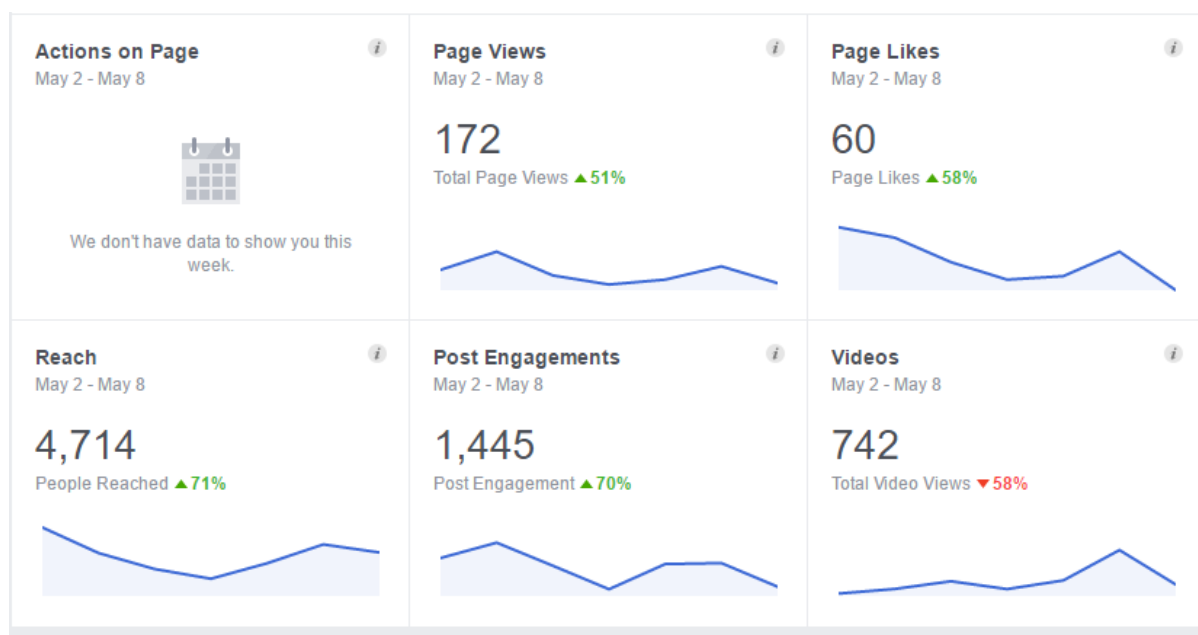 Actions on Page
May 2 - May 8
We don't have data to show you this
week.
Page Views
May 2 - May 8
172
Total Page Views ▲51%
Page Likes
May 2 - May 8
60
Page Likes ▲58%
Reach
May 2 - May 8
4,714
People Reached ▲71%
Post Engagements
May 2 - May 8
1,445
Post Engagement ▲70%
Videos
May 2 - May 8
742
Total Video Views ▼58%